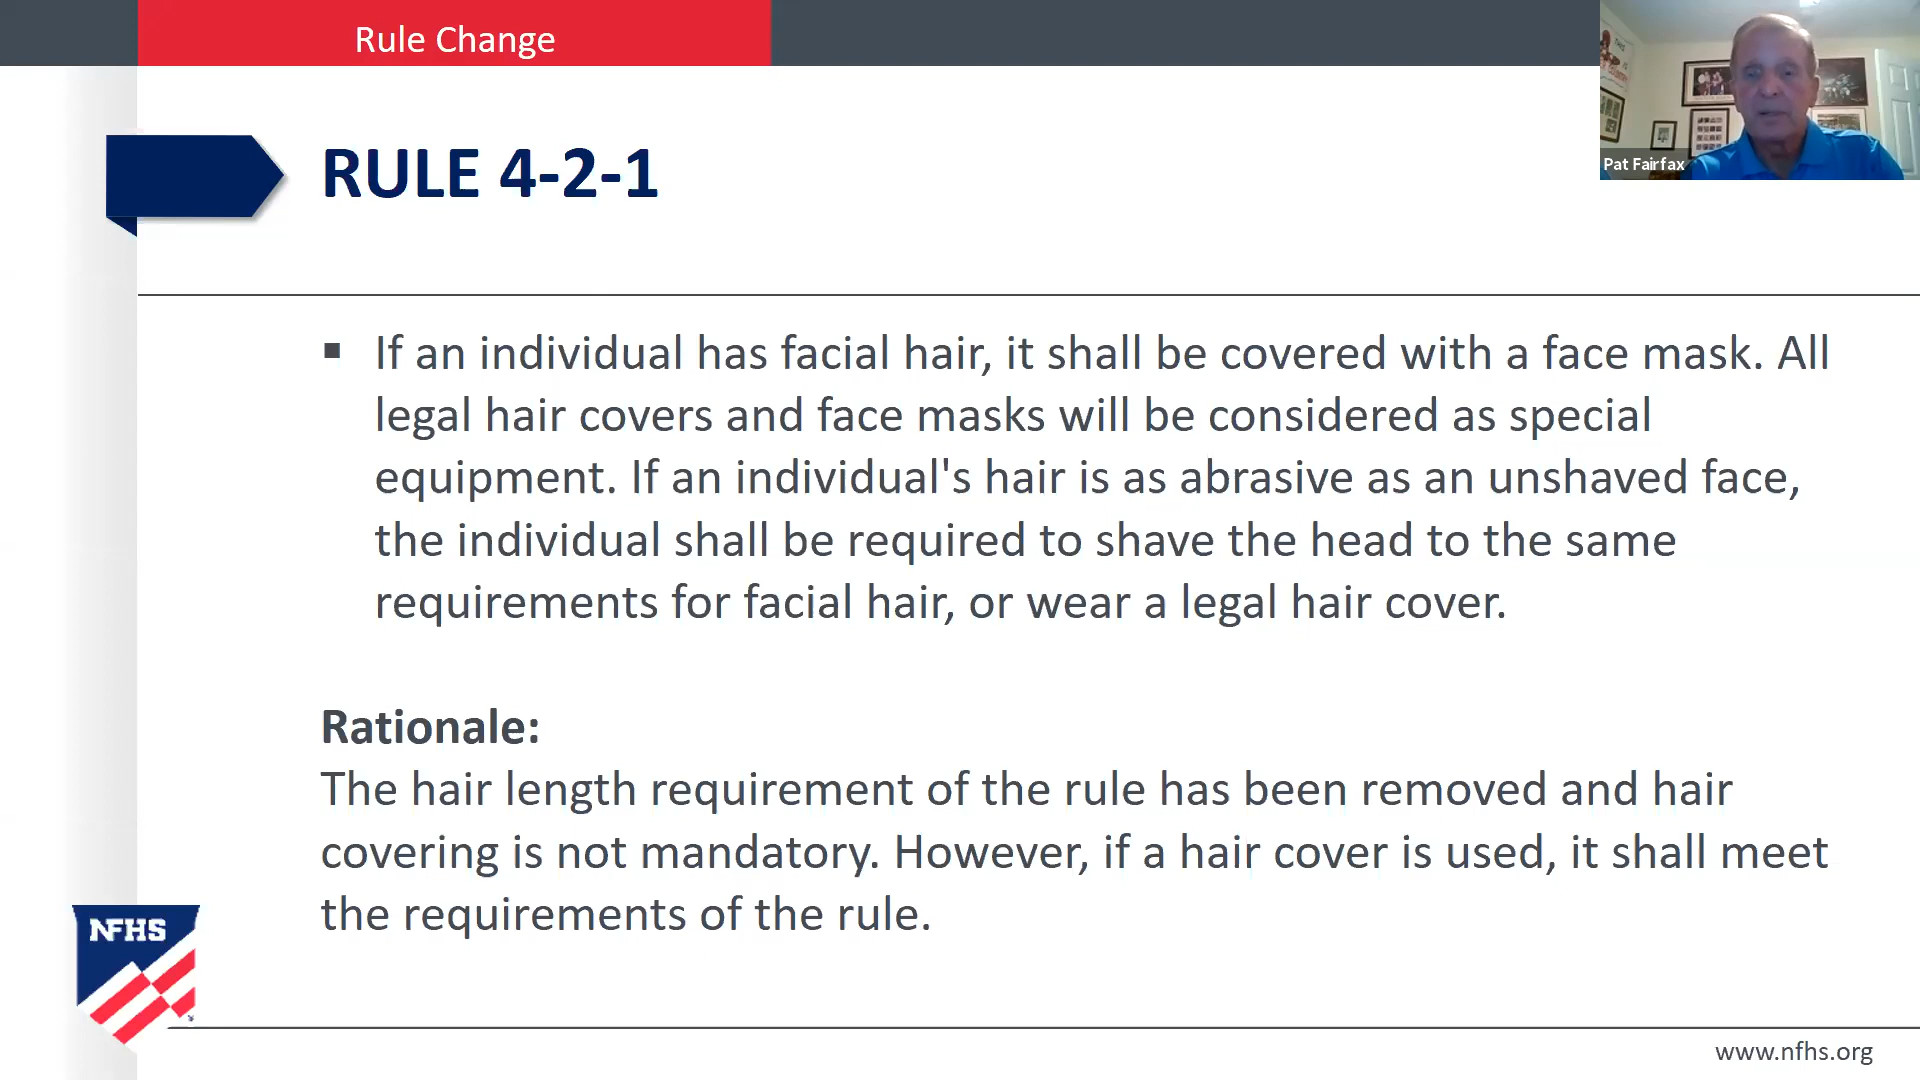 Rule Change
Pat Fairfax
RULE 4-2-1
▪ If an individual has facial hair, it shall be covered with a face mask. All
legal hair covers and face masks will be considered as special
equipment. If an individual's hair is as abrasive as an unshaved face,
the individual shall be required to shave the head to the same
requirements for facial hair, or wear a legal hair cover.
Rationale:
The hair length requirement of the rule has been removed and hair
covering is not mandatory. However, if a hair cover is used, it shall meet
the requirements of the rule.
NFHS
www.nfhs.org